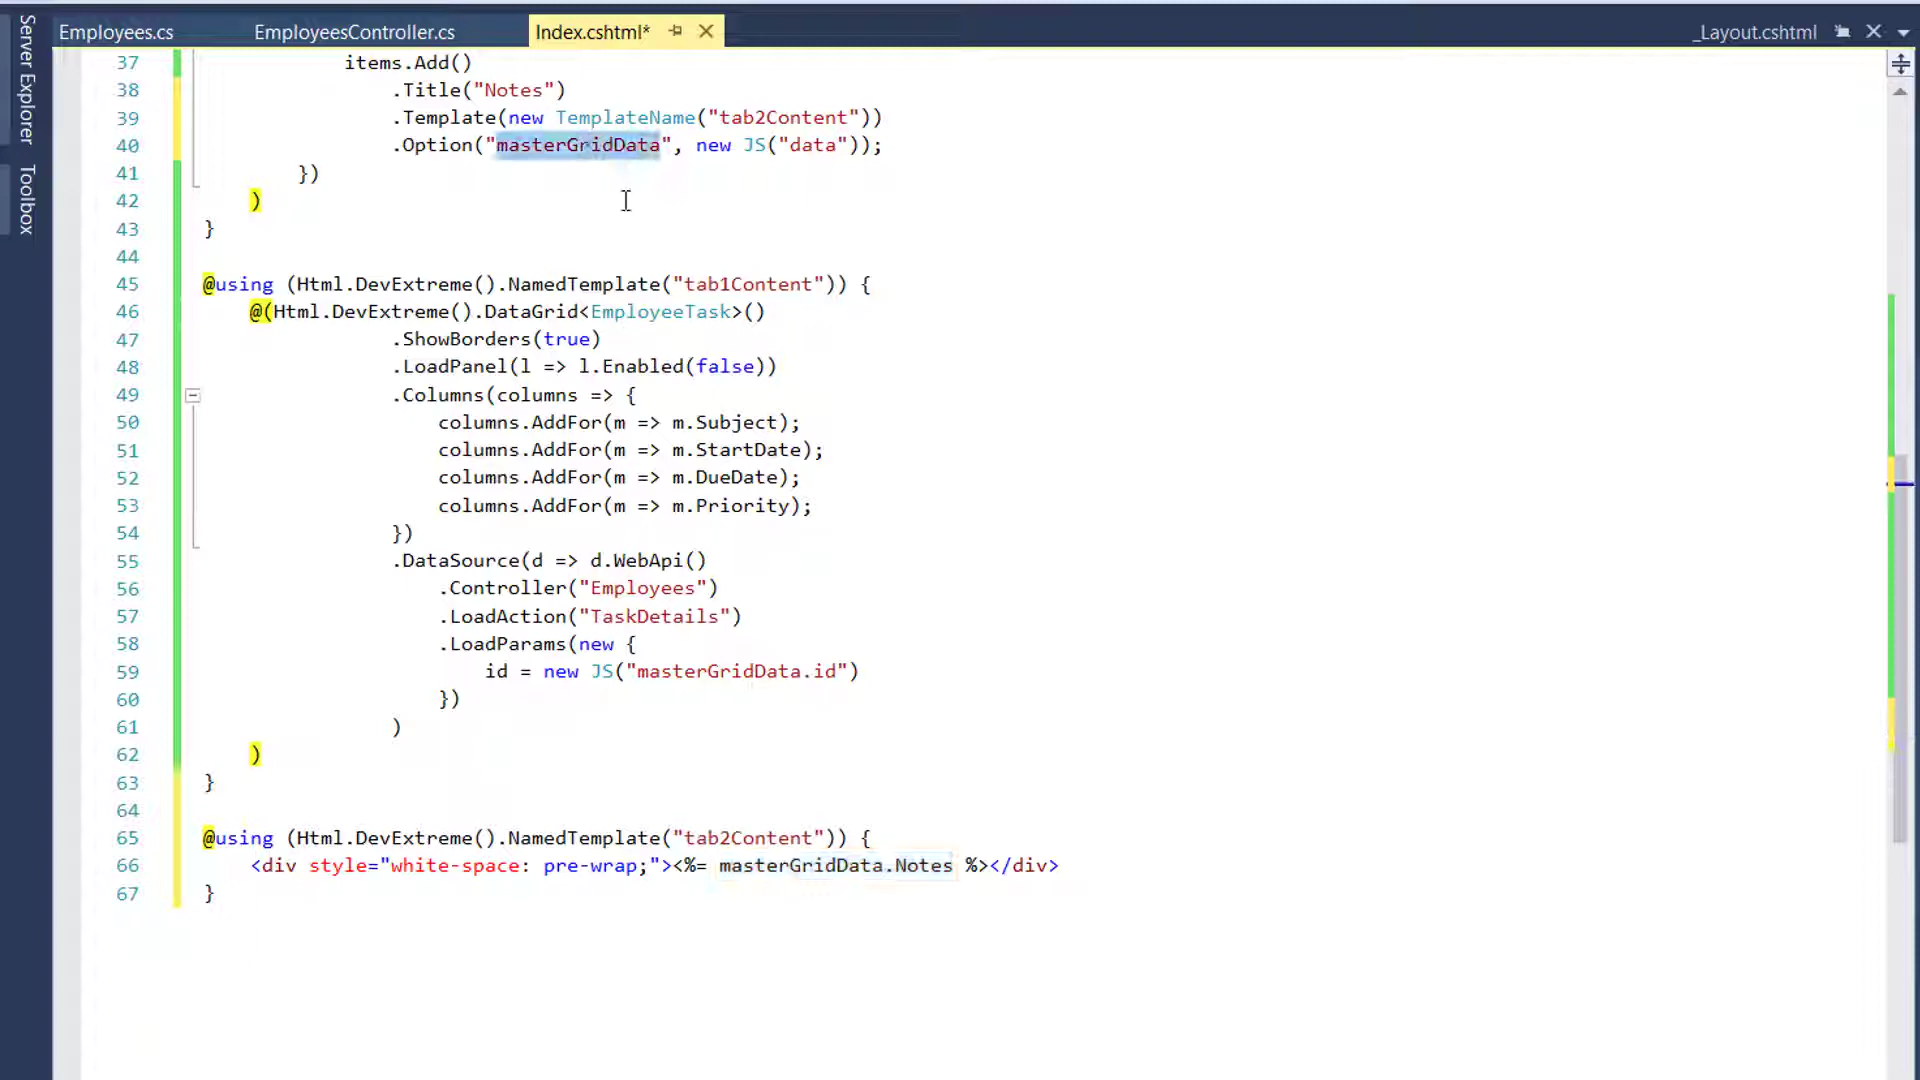 Employees.cs EmployeesController.cs Index.cshtml* _Layout.cshtml
Server Explorer
Toolbox
37 items.Add()
38 .Title("Notes")
39 .Template(new TemplateName("tab2Content"))
40 .Option("masterGridData", new JS("data"));
41 })
42 )
43 }
44
45 @using (Html.DevExtreme().NamedTemplate("tab1Content")) {
46 @(Html.DevExtreme().DataGrid<EmployeeTask>()
47 .ShowBorders(true)
48 .LoadPanel(l => l.Enabled(false))
49 .Columns(columns => {
50 columns.AddFor(m => m.Subject);
51 columns.AddFor(m => m.StartDate);
52 columns.AddFor(m => m.DueDate);
53 columns.AddFor(m => m.Priority);
54 })
55 .DataSource(d => d.WebApi()
56 .Controller("Employees")
57 .LoadAction("TaskDetails")
58 .LoadParams(new {
59 id = new JS("masterGridData.id")
60 })
61 )
62 )
63 }
64
65 @using (Html.DevExtreme().NamedTemplate("tab2Content")) {
66 <div style="white-space: pre-wrap;"><%= masterGridData.Notes %></div>
67 }